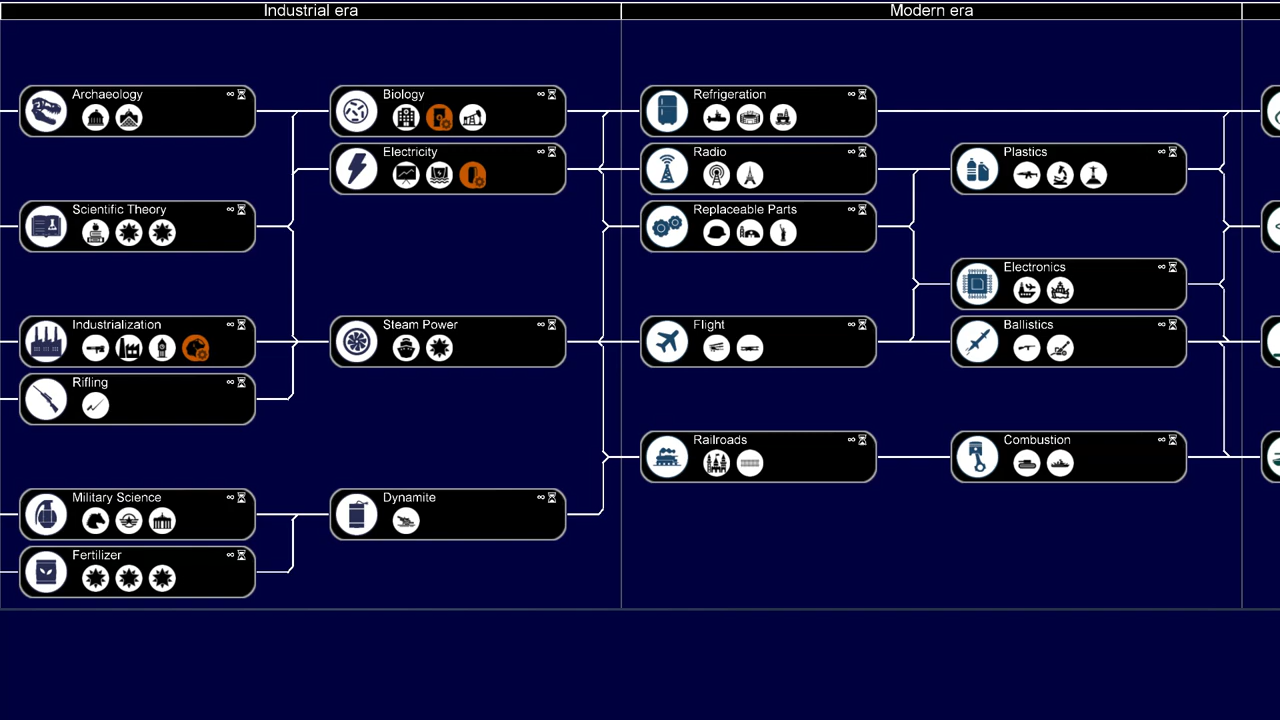 Industrial era
Modern era
Archaeology ∞
Biology ∞
Refrigeration ∞
Electricity ∞
Radio ∞
Plastics ∞
Scientific Theory ∞
Replaceable Parts ∞
Electronics ∞
Industrialization ∞
Steam Power ∞
Flight ∞
Ballistics ∞
Rifling ∞
Railroads ∞
Combustion ∞
Military Science ∞
Dynamite ∞
Fertilizer ∞